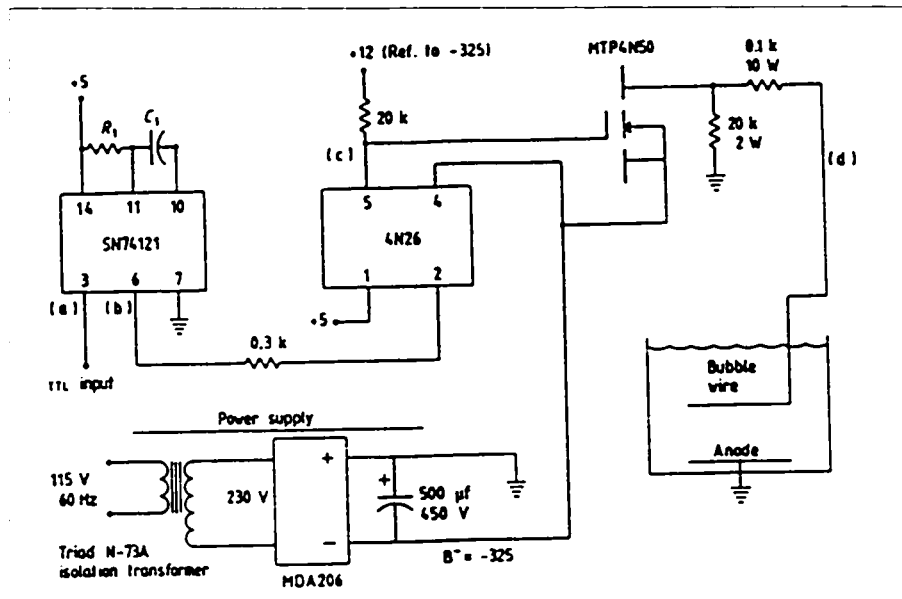 +12 (Ref. to -325)
MTP4N50
0.1 k
10 W
+5
R₁
C₁
20 k
20 k
2 W
(c)
(d)
14 11 10
5 4
SN74121
4N26
3 6 7
1 2
(a) (b)
+5
0.3 k
TTL input
Bubble
wire
Power supply
Anode
115 V
60 Hz
230 V
+
+
500 µf
450 V
−
Triad N-73A
isolation transformer
B⁻ = -325
MDA206